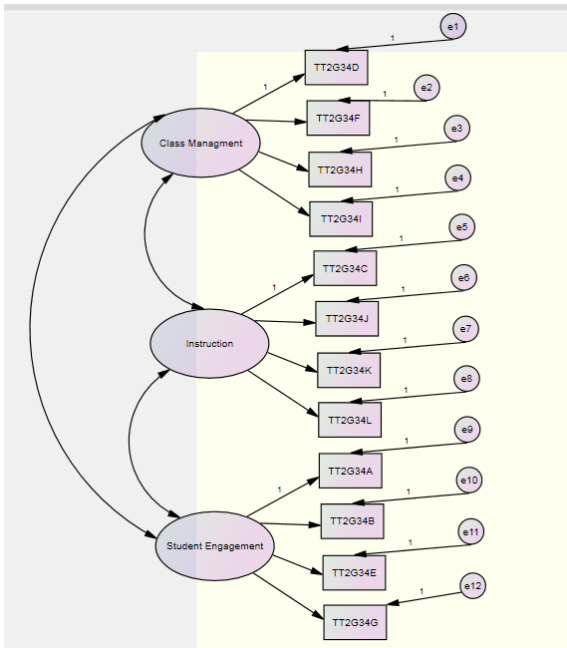 e1
1
TT2G34D
1
e2
1
TT2G34F
Class Managment
e3
1
TT2G34H
e4
1
TT2G34I
e5
1
TT2G34C
1
e6
1
TT2G34J
Instruction
e7
1
TT2G34K
e8
1
TT2G34L
e9
1
TT2G34A
1
e10
1
TT2G34B
Student Engagement
e11
1
TT2G34E
e12
1
TT2G34G